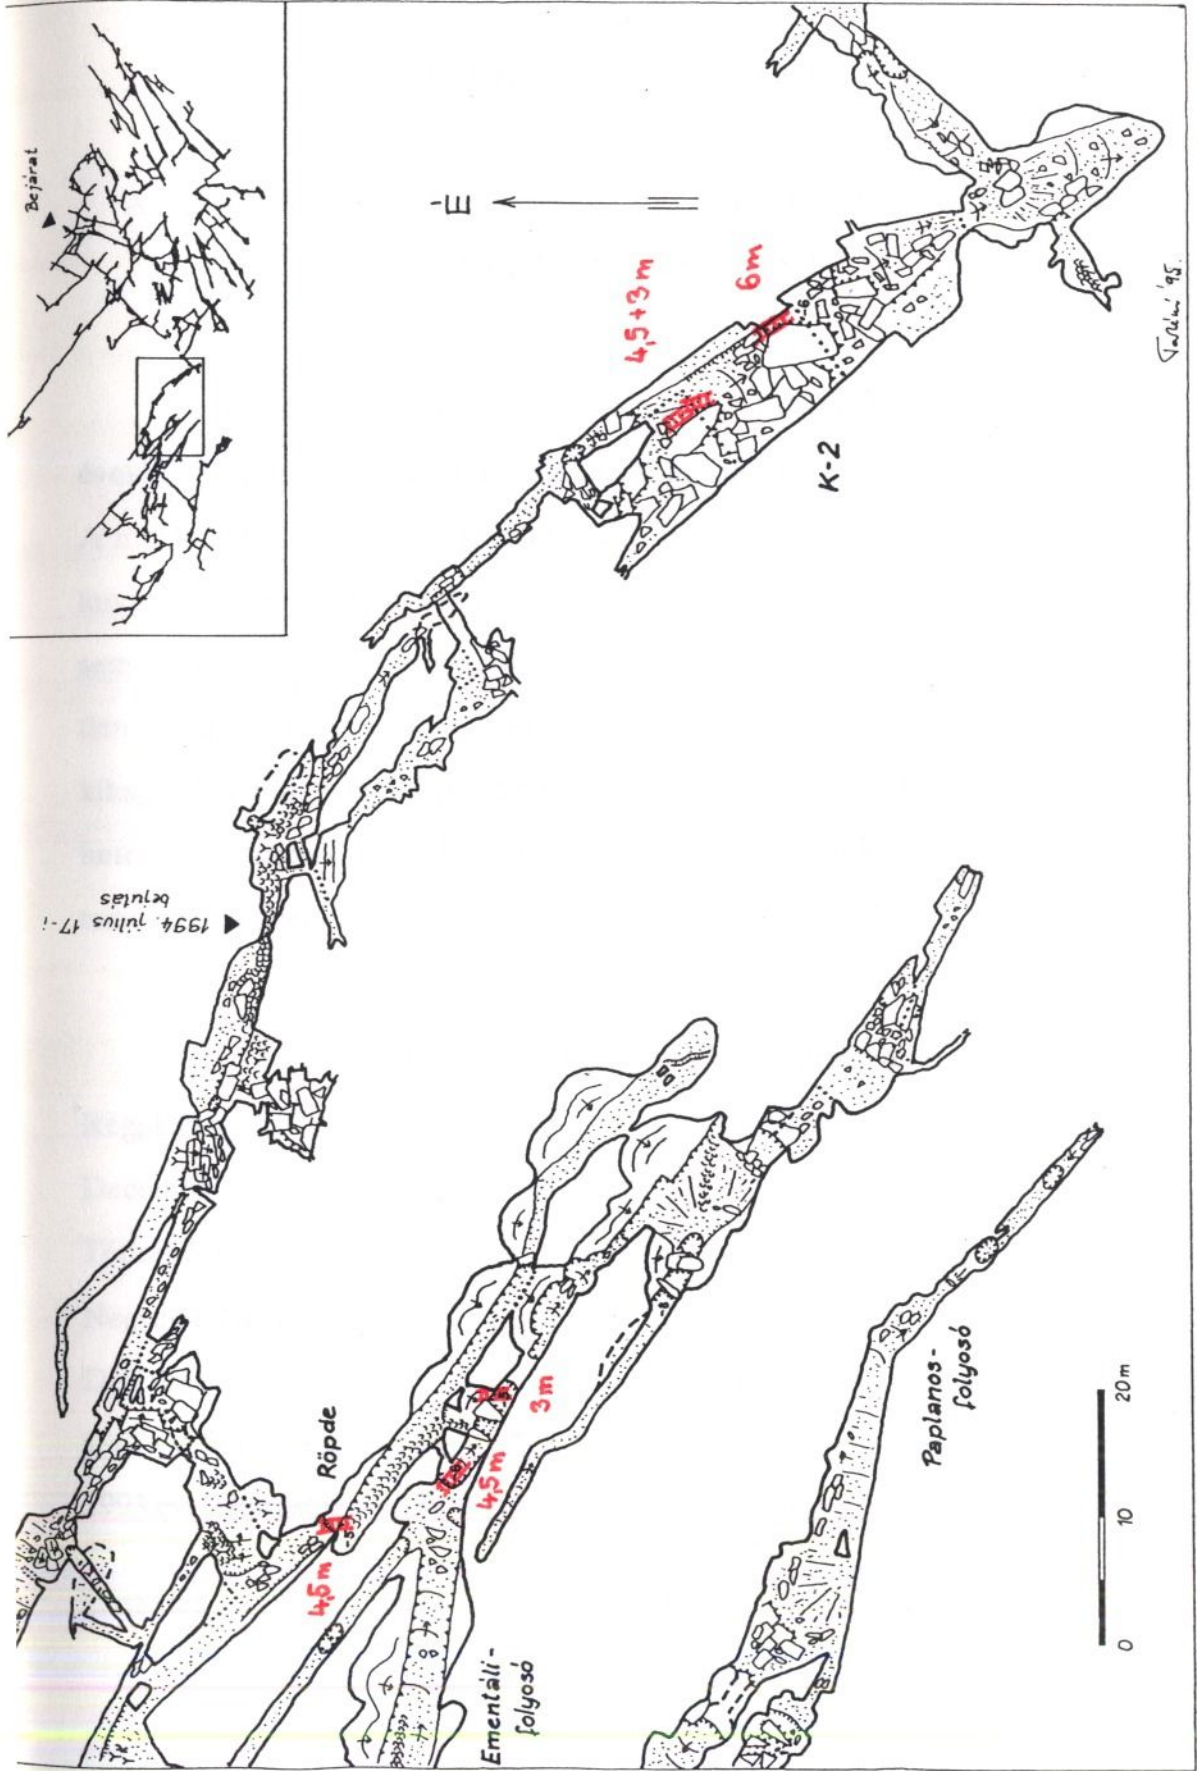 Bejárat
É
4,5+3 m
6m
K-2
1994. július 17-i
bejutás
Röpde
4,5 m
3m
4,5 m
Ementáli-
folyosó
Paplanos-
folyosó
0 10 20m